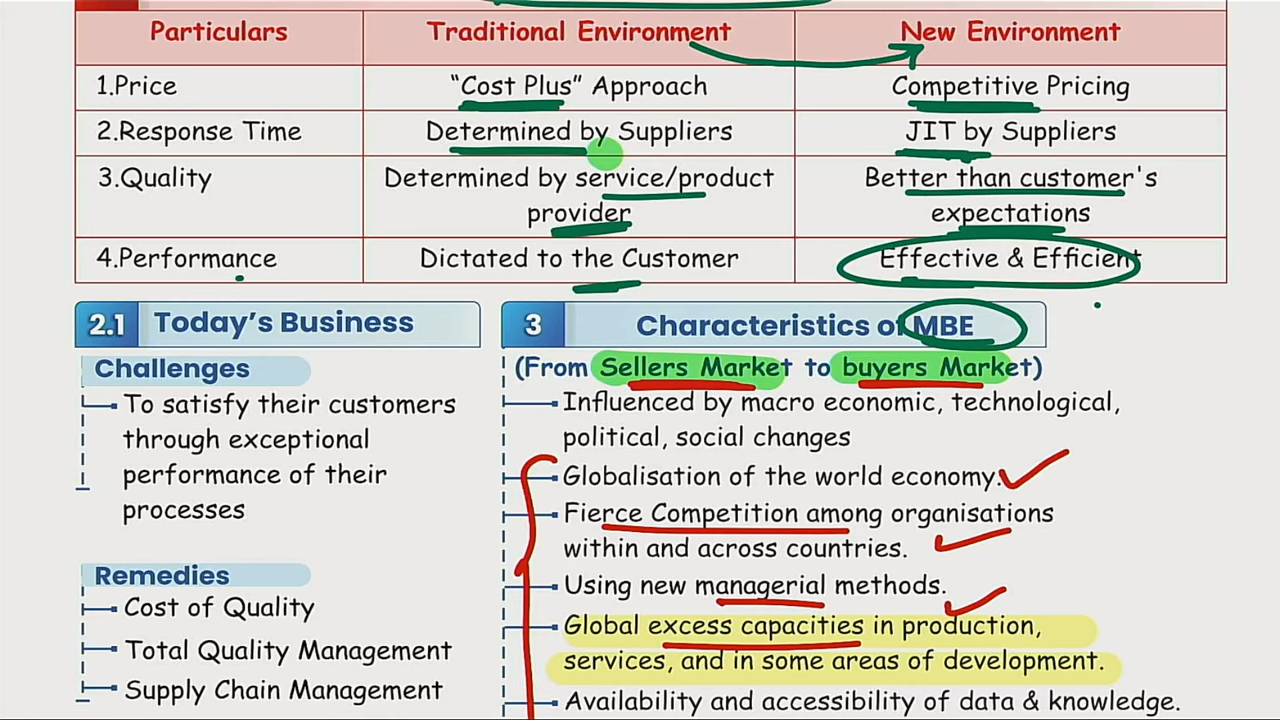 Particulars Traditional Environment New Environment
1.Price "Cost Plus" Approach Competitive Pricing
2.Response Time Determined by Suppliers JIT by Suppliers
3.Quality Determined by service/product Better than customer's
provider expectations
4.Performance Dictated to the Customer Effective & Efficient
2.1 Today's Business
Challenges
To satisfy their customers
through exceptional
performance of their
processes
Remedies
Cost of Quality
Total Quality Management
Supply Chain Management
3 Characteristics of MBE
(From Sellers Market to buyers Market)
Influenced by macro economic, technological,
political, social changes
Globalisation of the world economy.
Fierce Competition among organisations
within and across countries.
Using new managerial methods.
Global excess capacities in production,
services, and in some areas of development.
Availability and accessibility of data & knowledge.